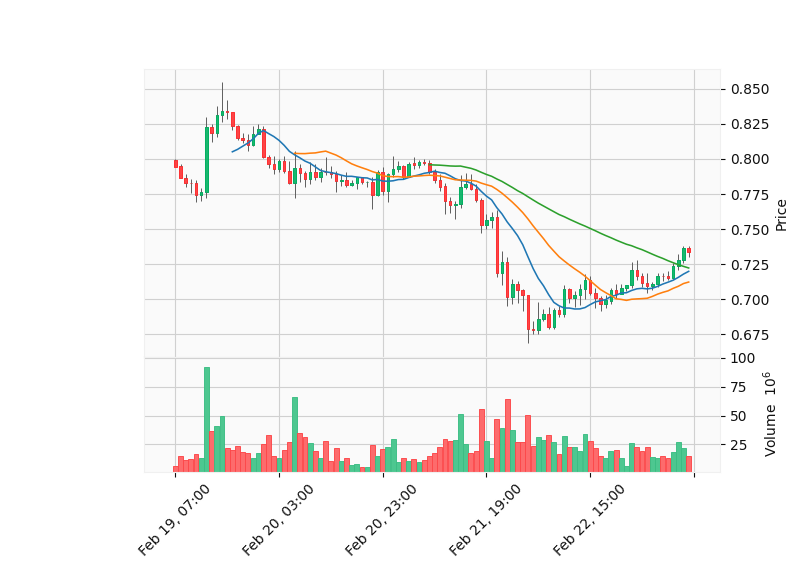 0.850
0.825
0.800
0.775
0.750
0.725
0.700
0.675
Price
100
75
50
25
Volume 10⁶
Feb 19, 07:00
Feb 20, 03:00
Feb 20, 23:00
Feb 21, 19:00
Feb 22, 15:00